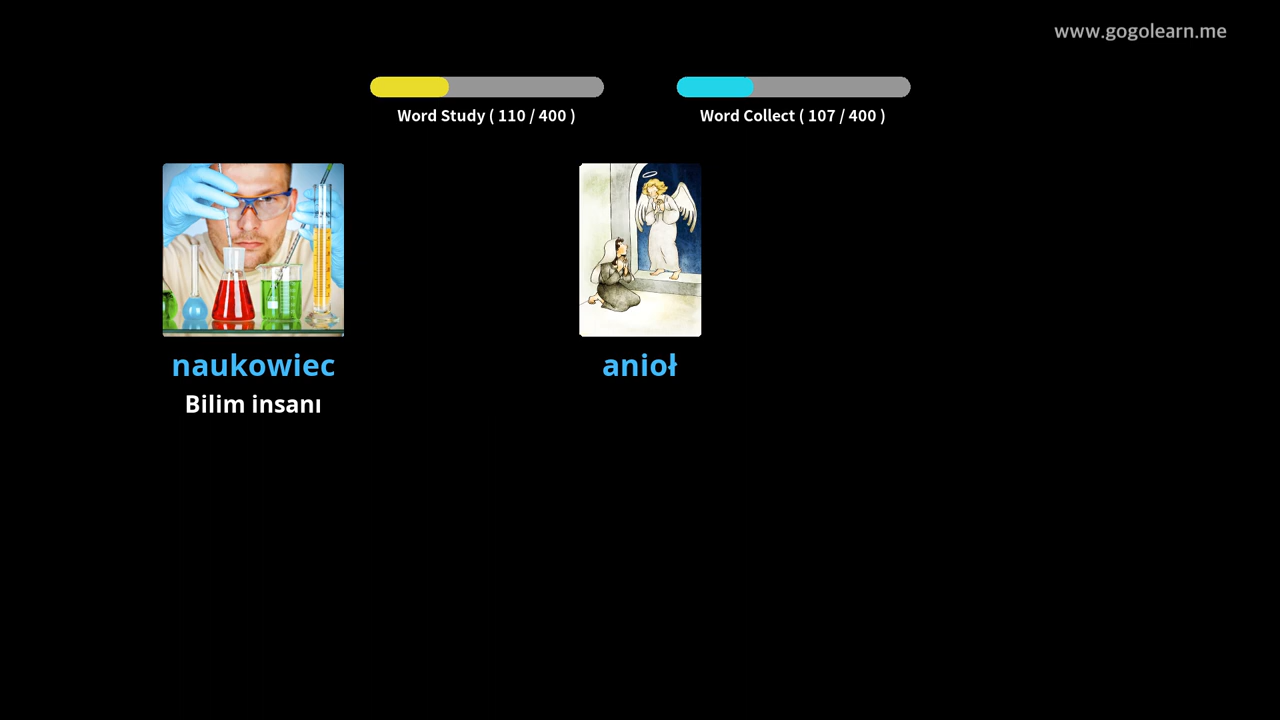 www.gogolearn.me
Word Study ( 110 / 400 )
Word Collect ( 107 / 400 )
naukowiec
anioł
Bilim insanı